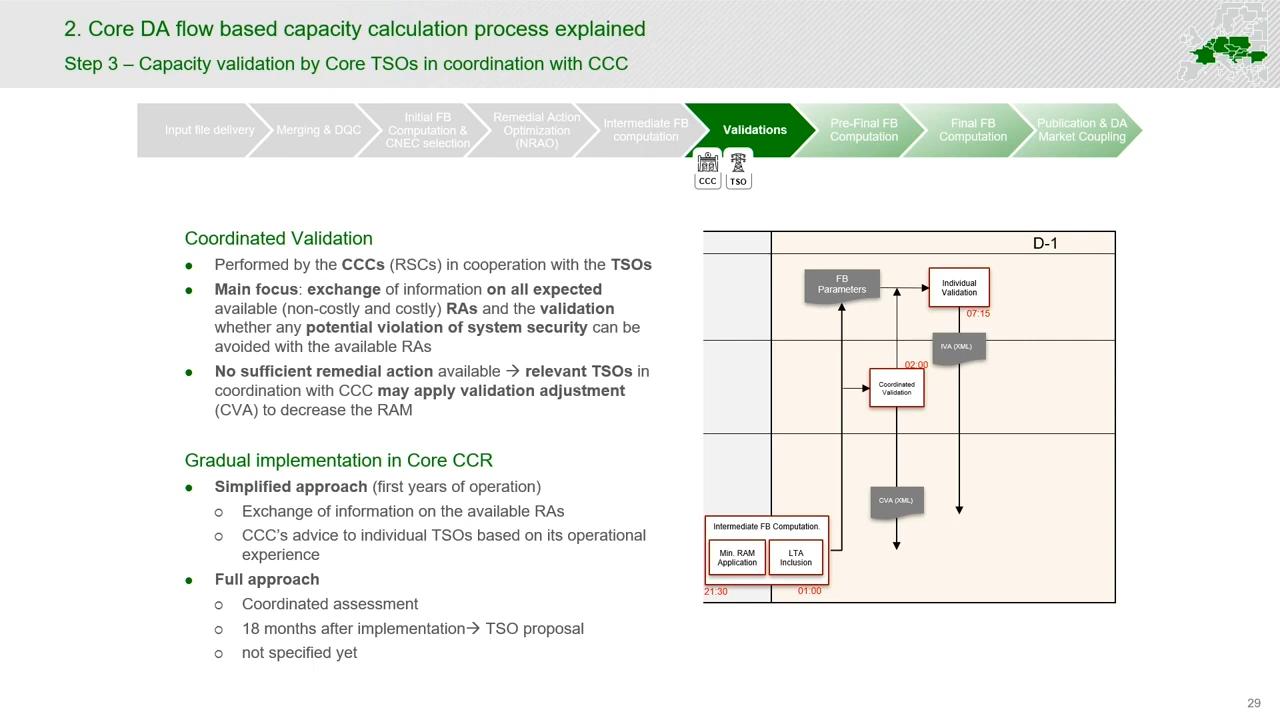 2. Core DA flow based capacity calculation process explained
Step 3 – Capacity validation by Core TSOs in coordination with CCC
Input file delivery
Merging & DQC
Initial FB
Computation &
CNEC selection
Remedial Action
Optimization
(NRAO)
Intermediate FB
computation
Validations
Pre-Final FB
Computation
Final FB
Computation
Publication & DA
Market Coupling
CCC
TSO
Coordinated Validation
● Performed by the CCCs (RSCs) in cooperation with the TSOs
● Main focus: exchange of information on all expected
available (non-costly and costly) RAs and the validation
whether any potential violation of system security can be
avoided with the available RAs
● No sufficient remedial action available → relevant TSOs in
coordination with CCC may apply validation adjustment
(CVA) to decrease the RAM
Gradual implementation in Core CCR
● Simplified approach (first years of operation)
o Exchange of information on the available RAs
o CCC’s advice to individual TSOs based on its operational
experience
● Full approach
o Coordinated assessment
o 18 months after implementation→ TSO proposal
o not specified yet
D-1
FB
Parameters
Individual
Validation
07:15
IVA (XML)
02:00
Coordinated
Validation
CVA (XML)
Intermediate FB Computation.
Min. RAM
Application
LTA
Inclusion
21:30
01:00
29